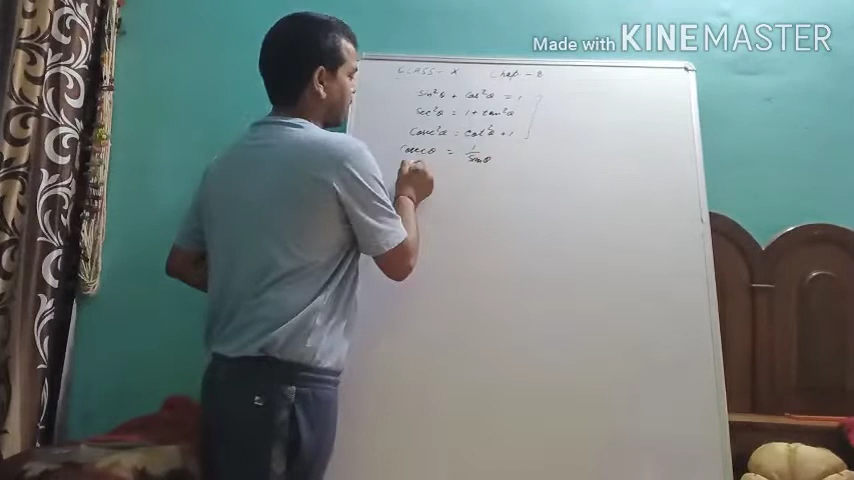 Made with KINEMASTER
CLASS - X Chap - 8
sin²θ + cos²θ = 1
sec²θ = 1 + tan²θ
cosec²θ = cot²θ + 1
cosecθ = 1/sinθ